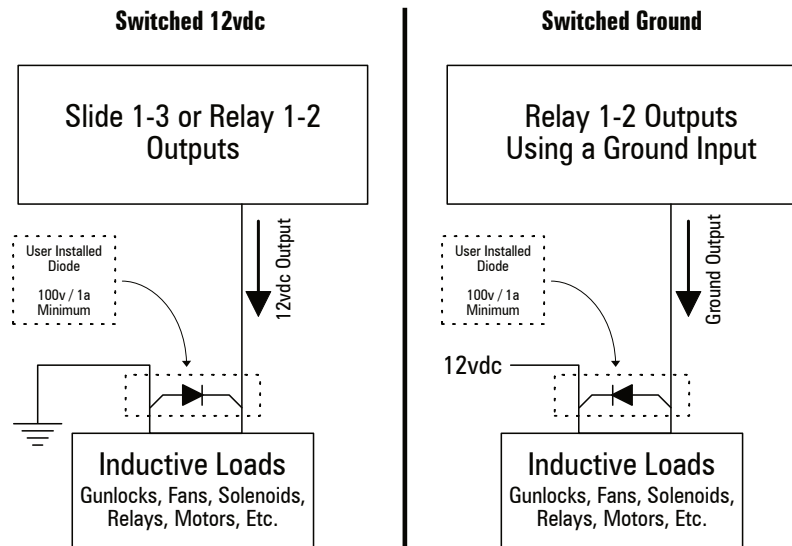 Switched 12vdc
Slide 1-3 or Relay 1-2
Outputs
User Installed
Diode
100v / 1a
Minimum
12vdc Output
Inductive Loads
Gunlocks, Fans, Solenoids,
Relays, Motors, Etc.
Switched Ground
Relay 1-2 Outputs
Using a Ground Input
User Installed
Diode
100v / 1a
Minimum
Ground Output
12vdc
Inductive Loads
Gunlocks, Fans, Solenoids,
Relays, Motors, Etc.